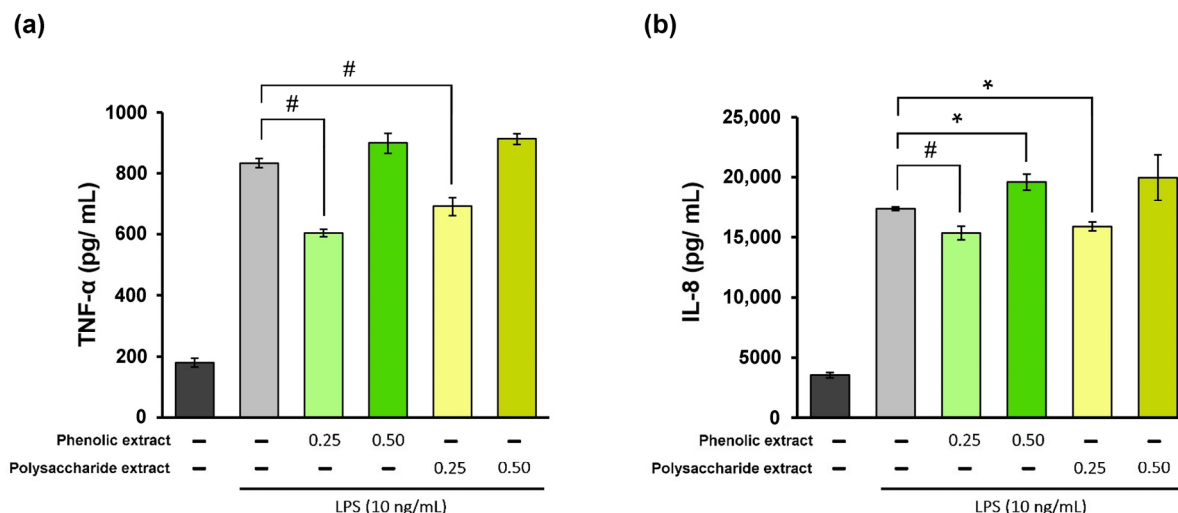 (a)
#
#
1000
800
600
400
200
0
TNF-α (pg/ mL)
Phenolic extract – – 0.25 0.50 – –
Polysaccharide extract – – – – 0.25 0.50
LPS (10 ng/mL)
(b)
*
*
#
25,000
20,000
15,000
10,000
5000
0
IL-8 (pg/ mL)
Phenolic extract – – 0.25 0.50 – –
Polysaccharide extract – – – – 0.25 0.50
LPS (10 ng/mL)